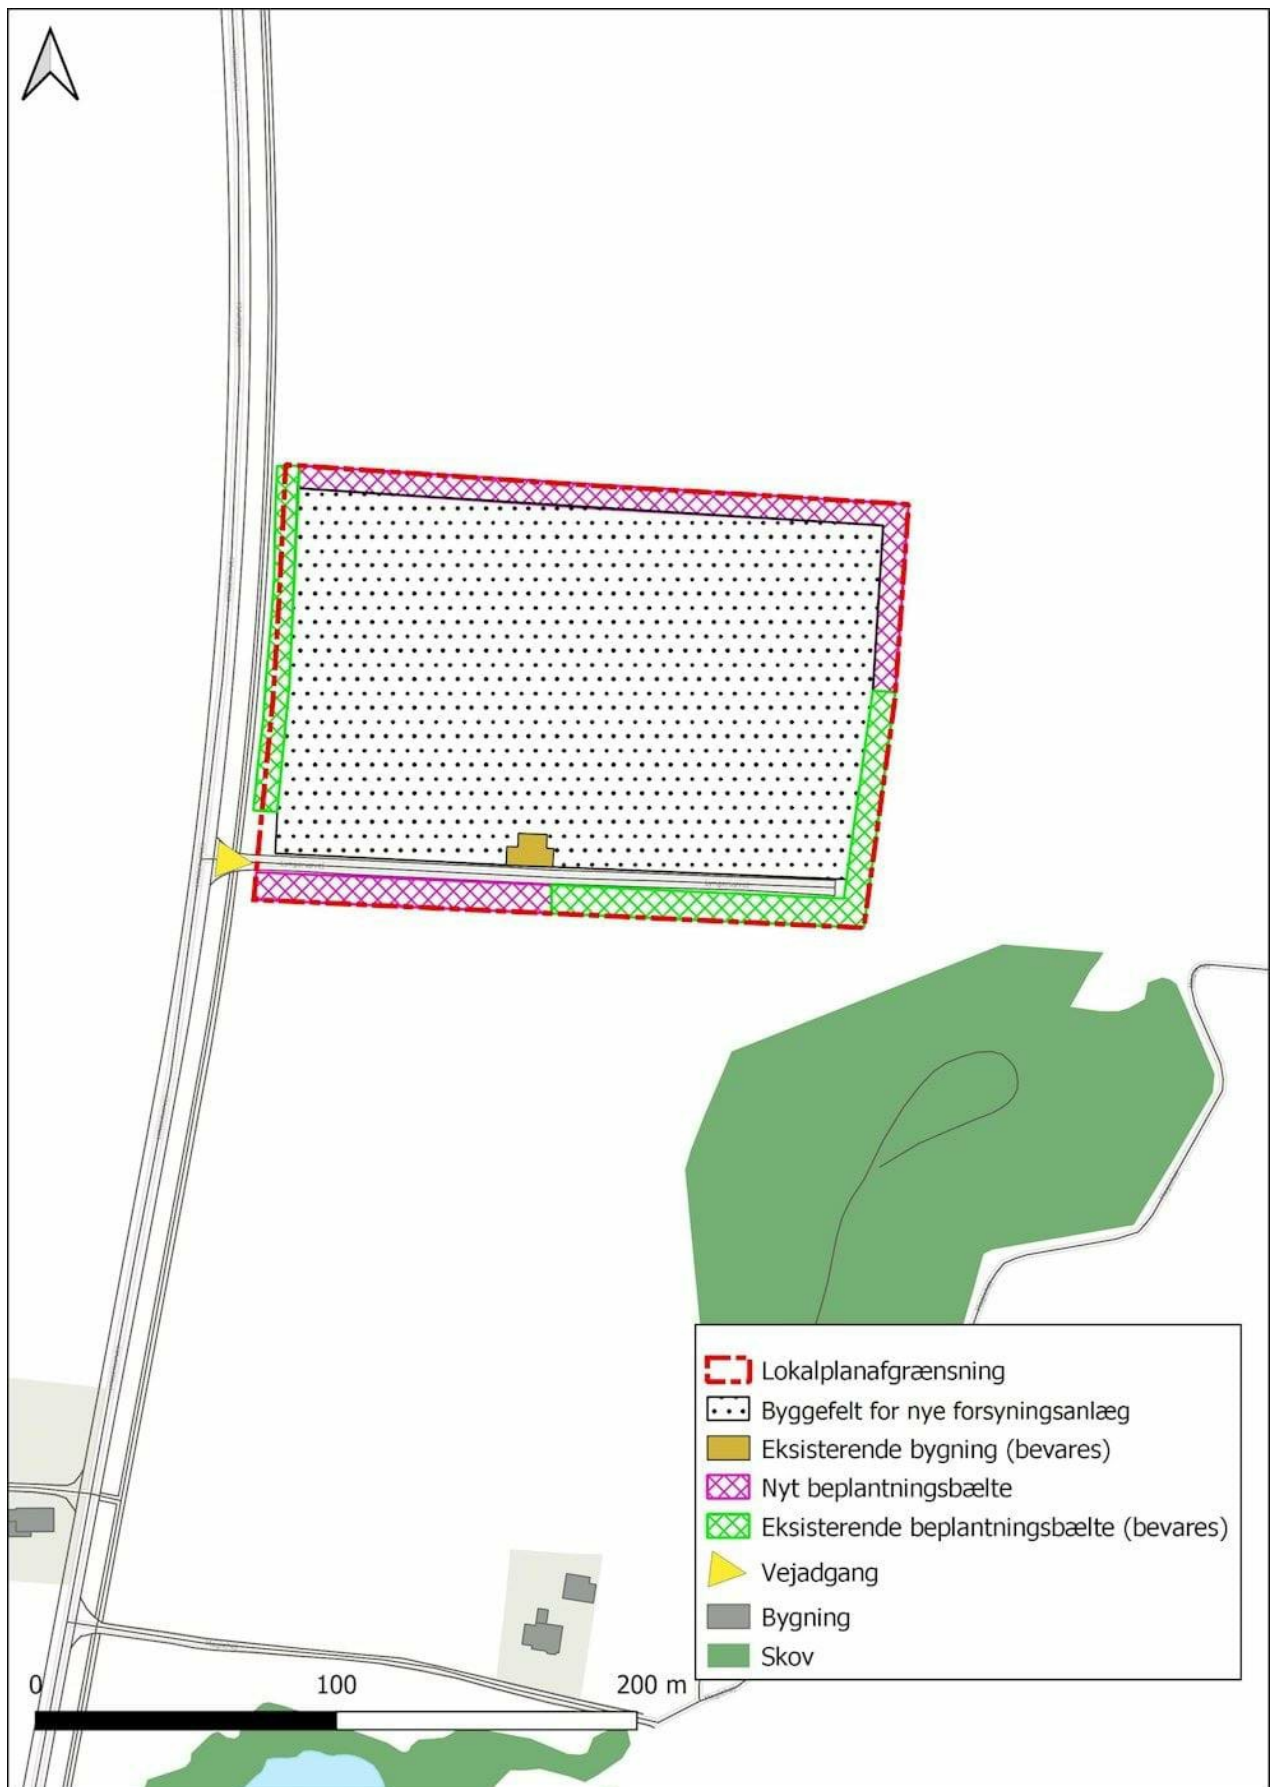 Lokalplanafgrænsning
Byggefelt for nye forsyningsanlæg
Eksisterende bygning (bevares)
Nyt beplantningsbælte
Eksisterende beplantningsbælte (bevares)
Vejadgang
Bygning
Skov
0 100 200 m